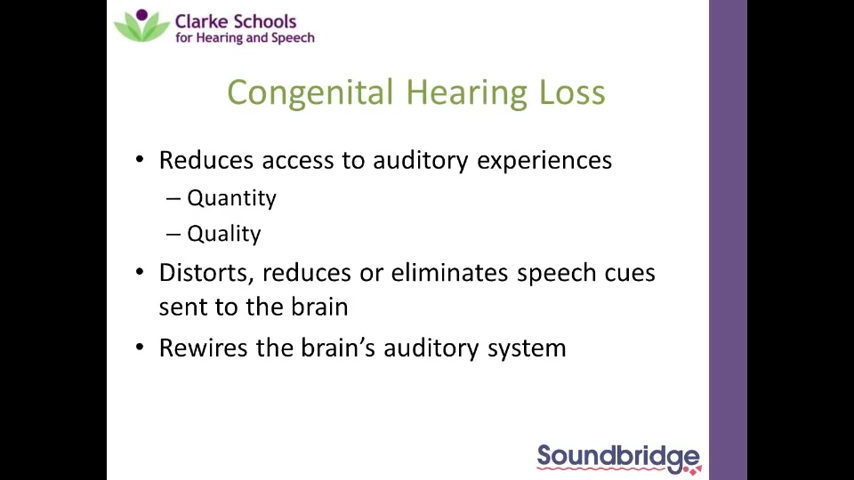 Clarke Schools
for Hearing and Speech
Congenital Hearing Loss
• Reduces access to auditory experiences
– Quantity
– Quality
• Distorts, reduces or eliminates speech cues
sent to the brain
• Rewires the brain’s auditory system
Soundbridge